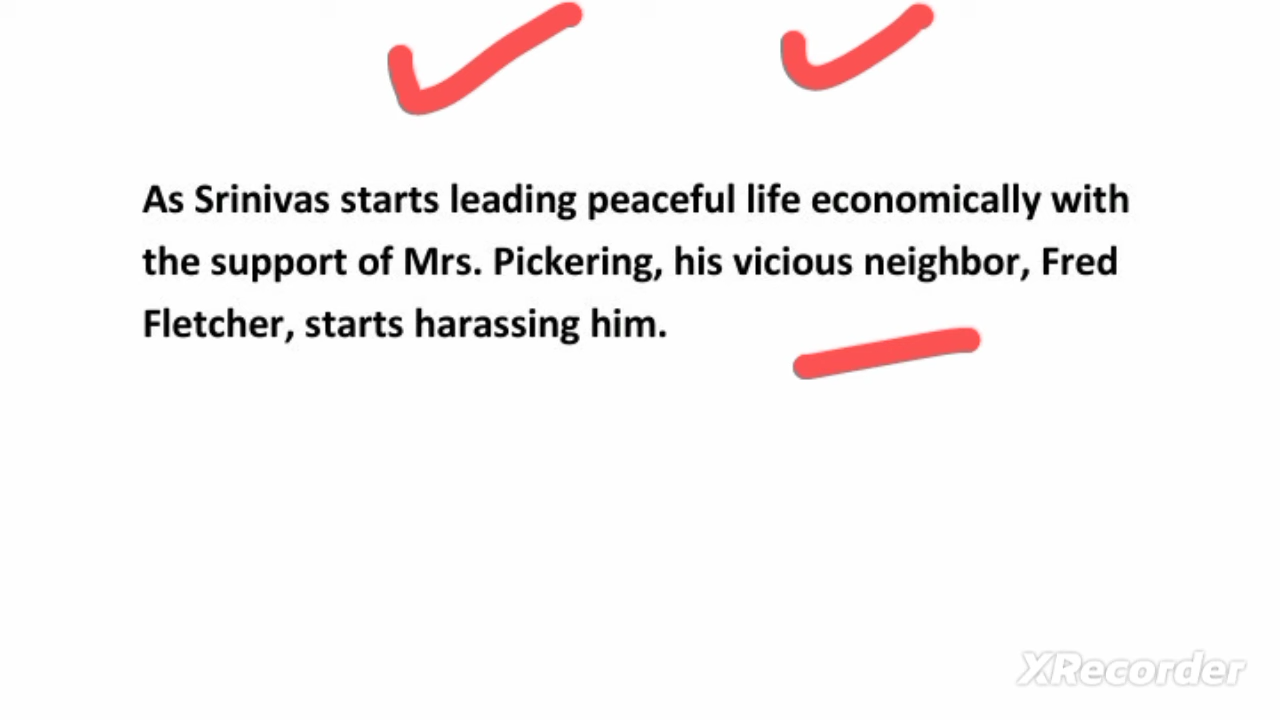 As Srinivas starts leading peaceful life economically with
the support of Mrs. Pickering, his vicious neighbor, Fred
Fletcher, starts harassing him.
XRecorder